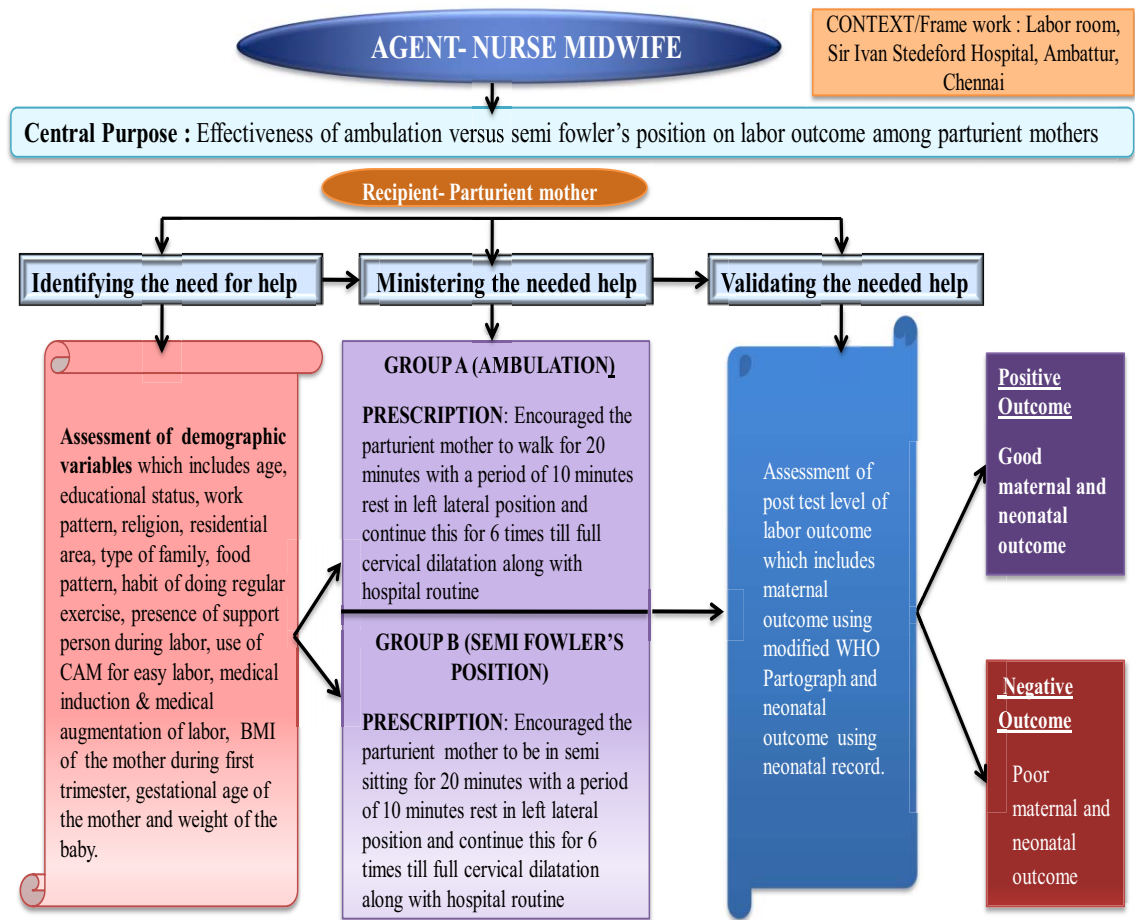 AGENT- NURSE MIDWIFE
CONTEXT/Frame work : Labor room,
Sir Ivan Stedeford Hospital, Ambattur,
Chennai
Central Purpose : Effectiveness of ambulation versus semi fowler's position on labor outcome among parturient mothers
Recipient- Parturient mother
Identifying the need for help
Ministering the needed help
Validating the needed help
Assessment of demographic
variables which includes age,
educational status, work
pattern, religion, residential
area, type of family, food
pattern, habit of doing regular
exercise, presence of support
person during labor, use of
CAM for easy labor, medical
induction & medical
augmentation of labor, BMI
of the mother during first
trimester, gestational age of
the mother and weight of the
baby.
GROUP A (AMBULATION)
PRESCRIPTION: Encouraged the
parturient mother to walk for 20
minutes with a period of 10 minutes
rest in left lateral position and
continue this for 6 times till full
cervical dilatation along with
hospital routine
GROUP B (SEMI FOWLER'S
POSITION)
PRESCRIPTION: Encouraged the
parturient mother to be in semi
sitting for 20 minutes with a period
of 10 minutes rest in left lateral
position and continue this for 6
times till full cervical dilatation
along with hospital routine
Assessment of
post test level of
labor outcome
which includes
maternal
outcome using
modified WHO
Partograph and
neonatal
outcome using
neonatal record.
Positive
Outcome
Good
maternal and
neonatal
outcome
Negative
Outcome
Poor
maternal and
neonatal
outcome